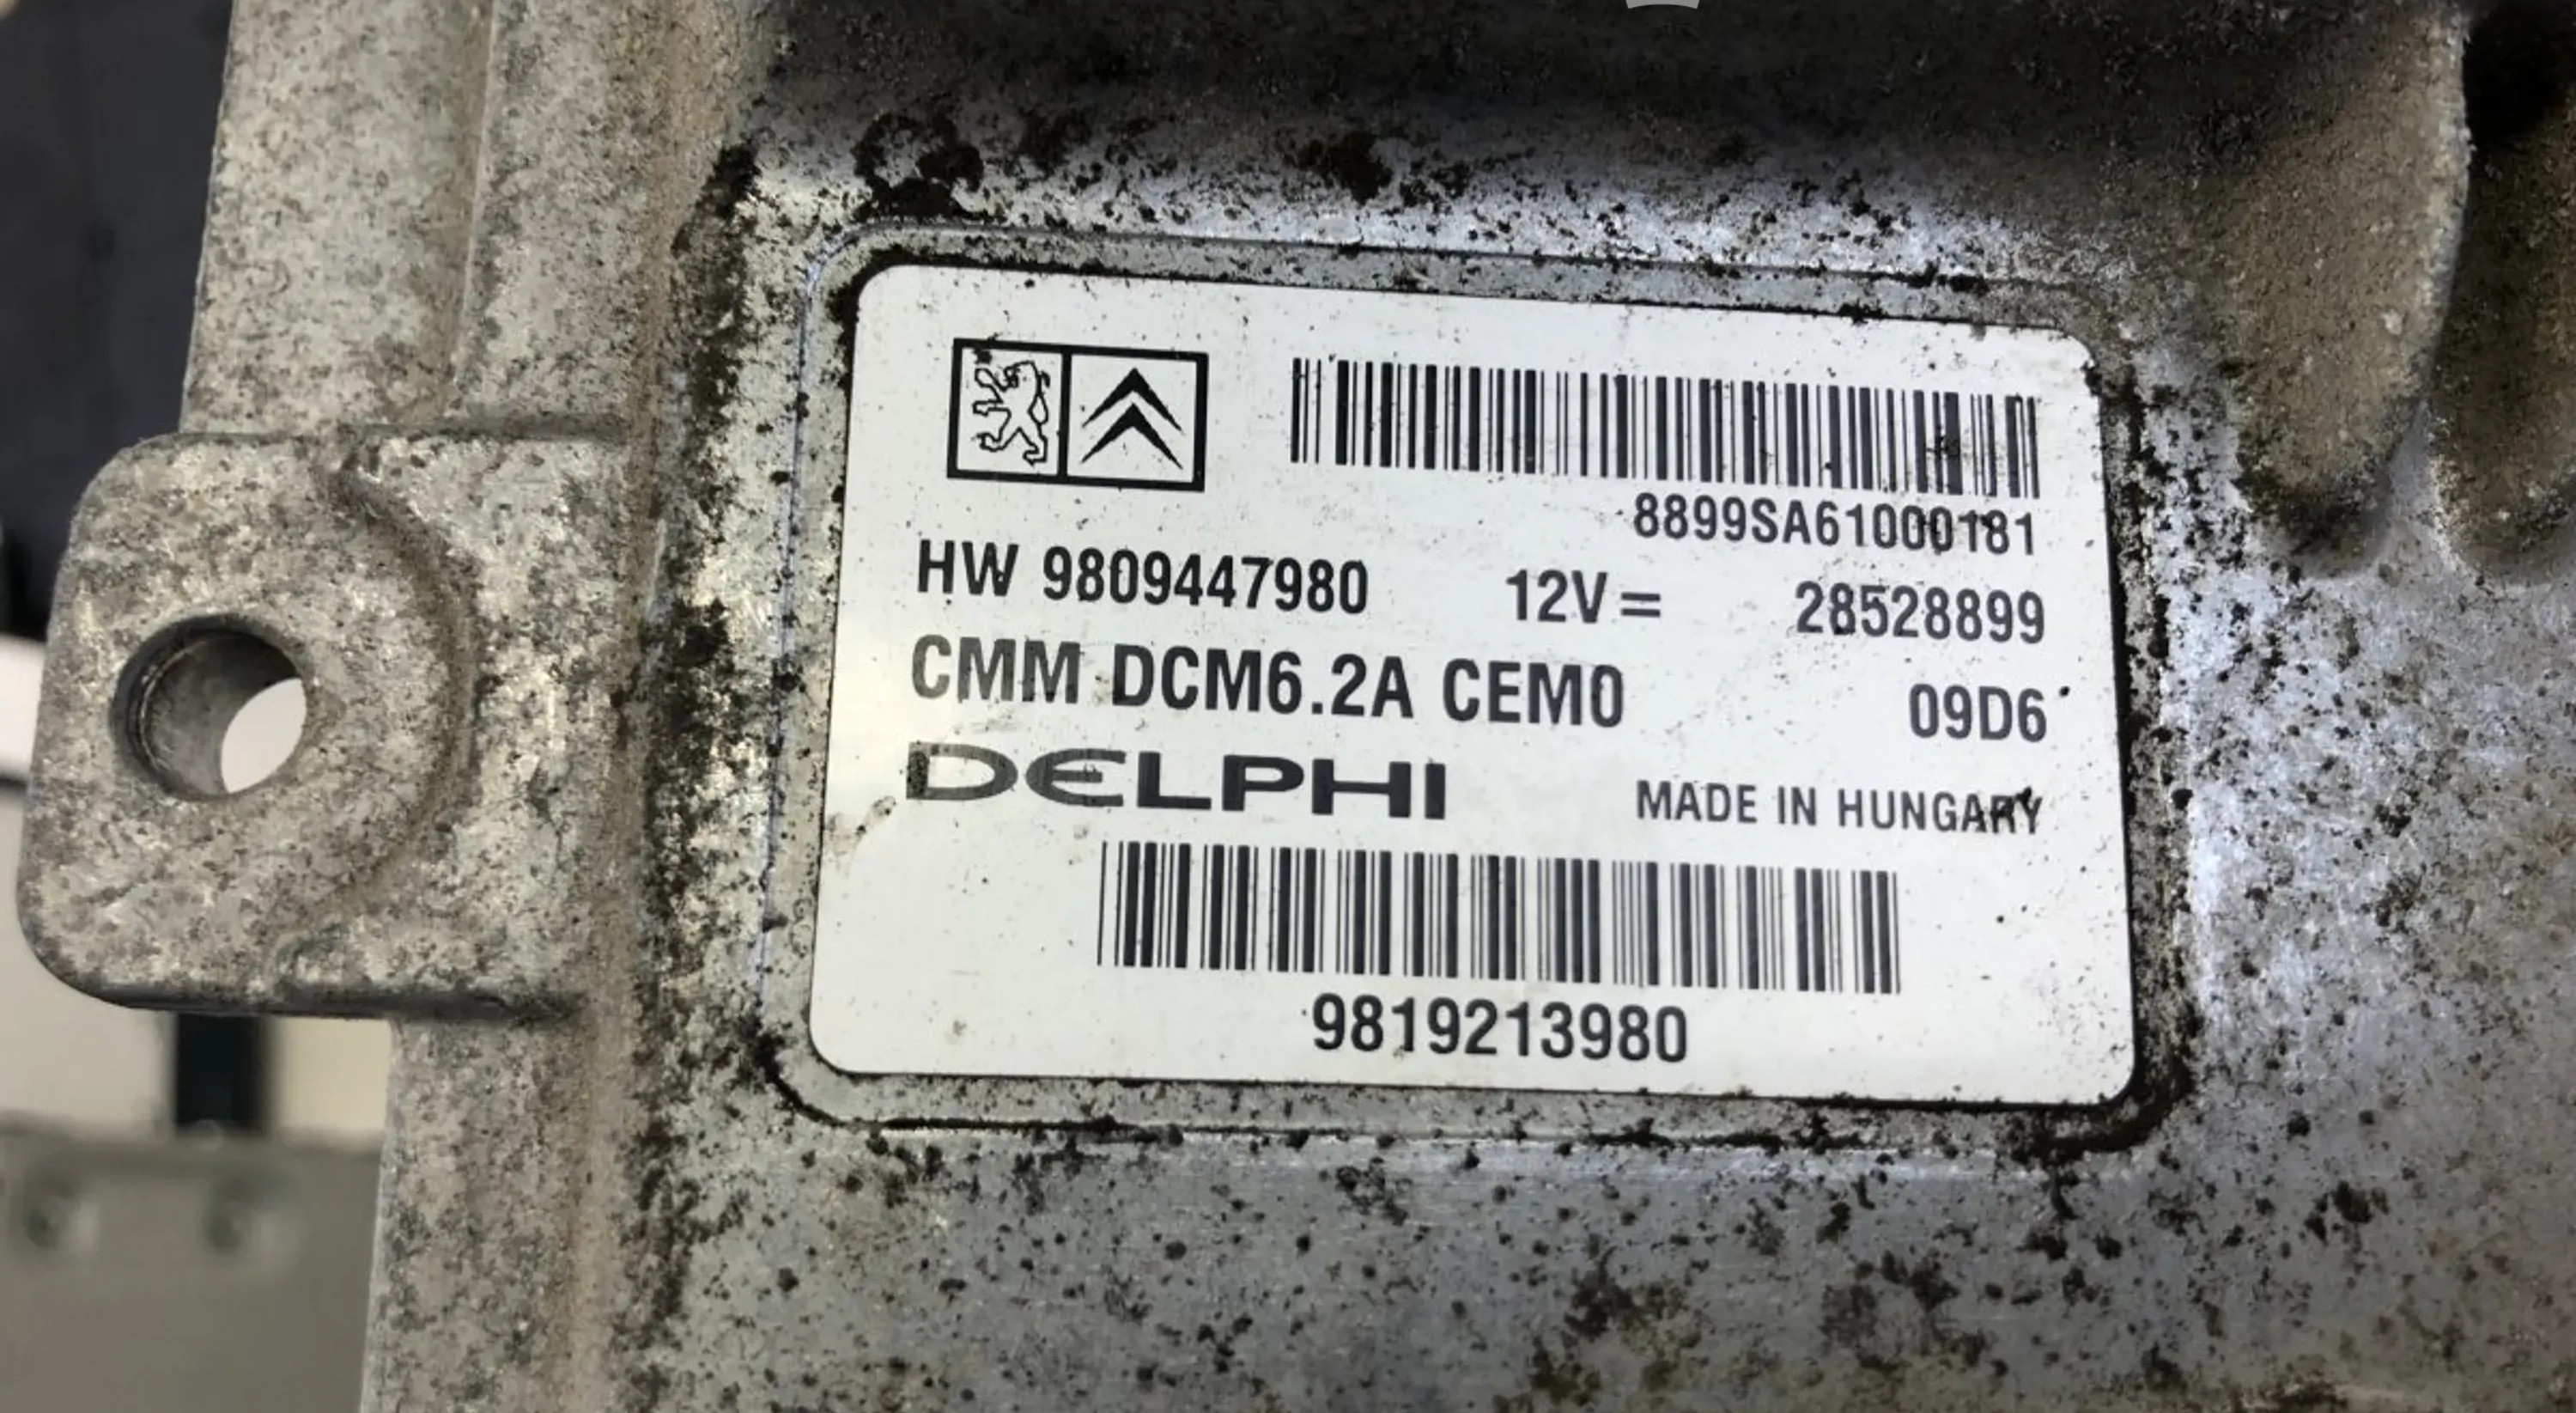 8899SA61000181
HW 9809447980 12V= 28528899
CMM DCM6.2A CEM0 09D6
DELPHI MADE IN HUNGARY
9819213980